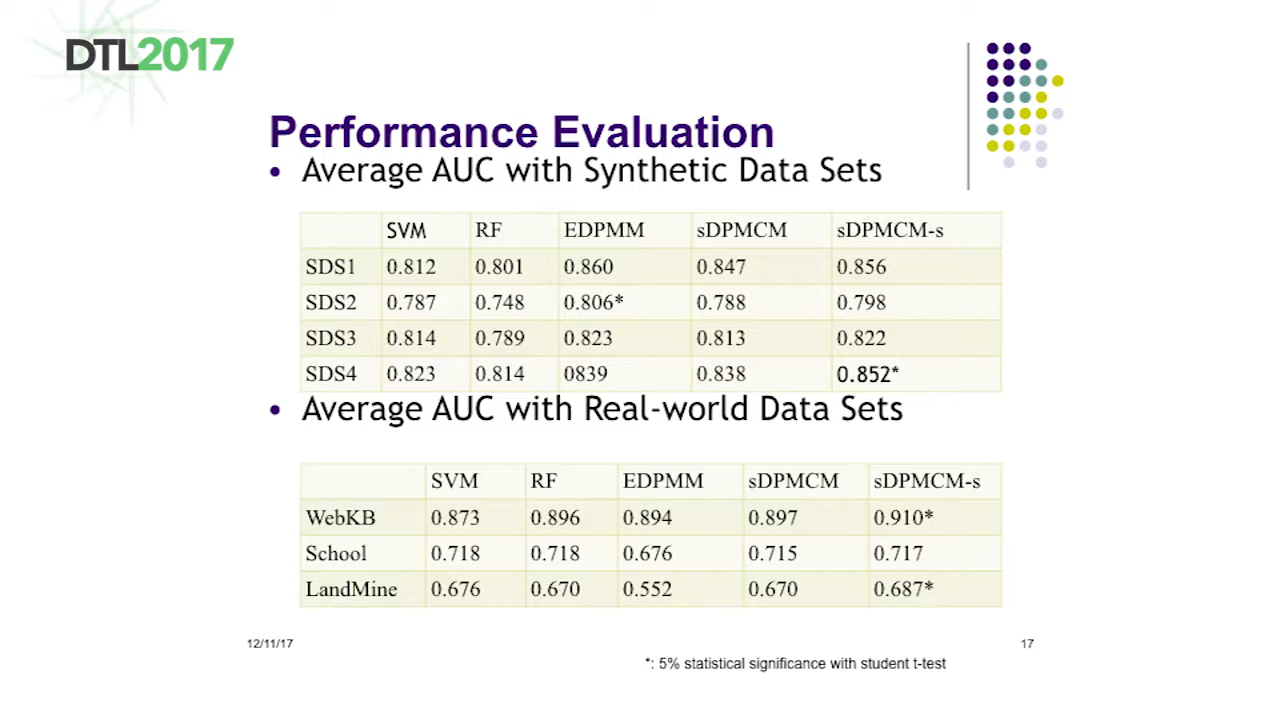 DTL2017
Performance Evaluation
• Average AUC with Synthetic Data Sets
SVM RF EDPMM sDPMCM sDPMCM-s
SDS1 0.812 0.801 0.860 0.847 0.856
SDS2 0.787 0.748 0.806* 0.788 0.798
SDS3 0.814 0.789 0.823 0.813 0.822
SDS4 0.823 0.814 0839 0.838 0.852*
• Average AUC with Real-world Data Sets
SVM RF EDPMM sDPMCM sDPMCM-s
WebKB 0.873 0.896 0.894 0.897 0.910*
School 0.718 0.718 0.676 0.715 0.717
LandMine 0.676 0.670 0.552 0.670 0.687*
12/11/17 17
*: 5% statistical significance with student t-test